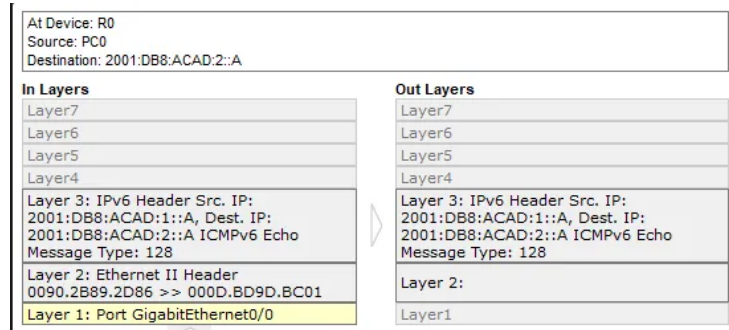 At Device: R0
Source: PC0
Destination: 2001:DB8:ACAD:2::A
In Layers
Layer7
Layer6
Layer5
Layer4
Layer 3: IPv6 Header Src. IP:
2001:DB8:ACAD:1::A, Dest. IP:
2001:DB8:ACAD:2::A ICMPv6 Echo
Message Type: 128
Layer 2: Ethernet II Header
0090.2B89.2D86 >> 000D.BD9D.BC01
Layer 1: Port GigabitEthernet0/0
Out Layers
Layer7
Layer6
Layer5
Layer4
Layer 3: IPv6 Header Src. IP:
2001:DB8:ACAD:1::A, Dest. IP:
2001:DB8:ACAD:2::A ICMPv6 Echo
Message Type: 128
Layer 2:
Layer1